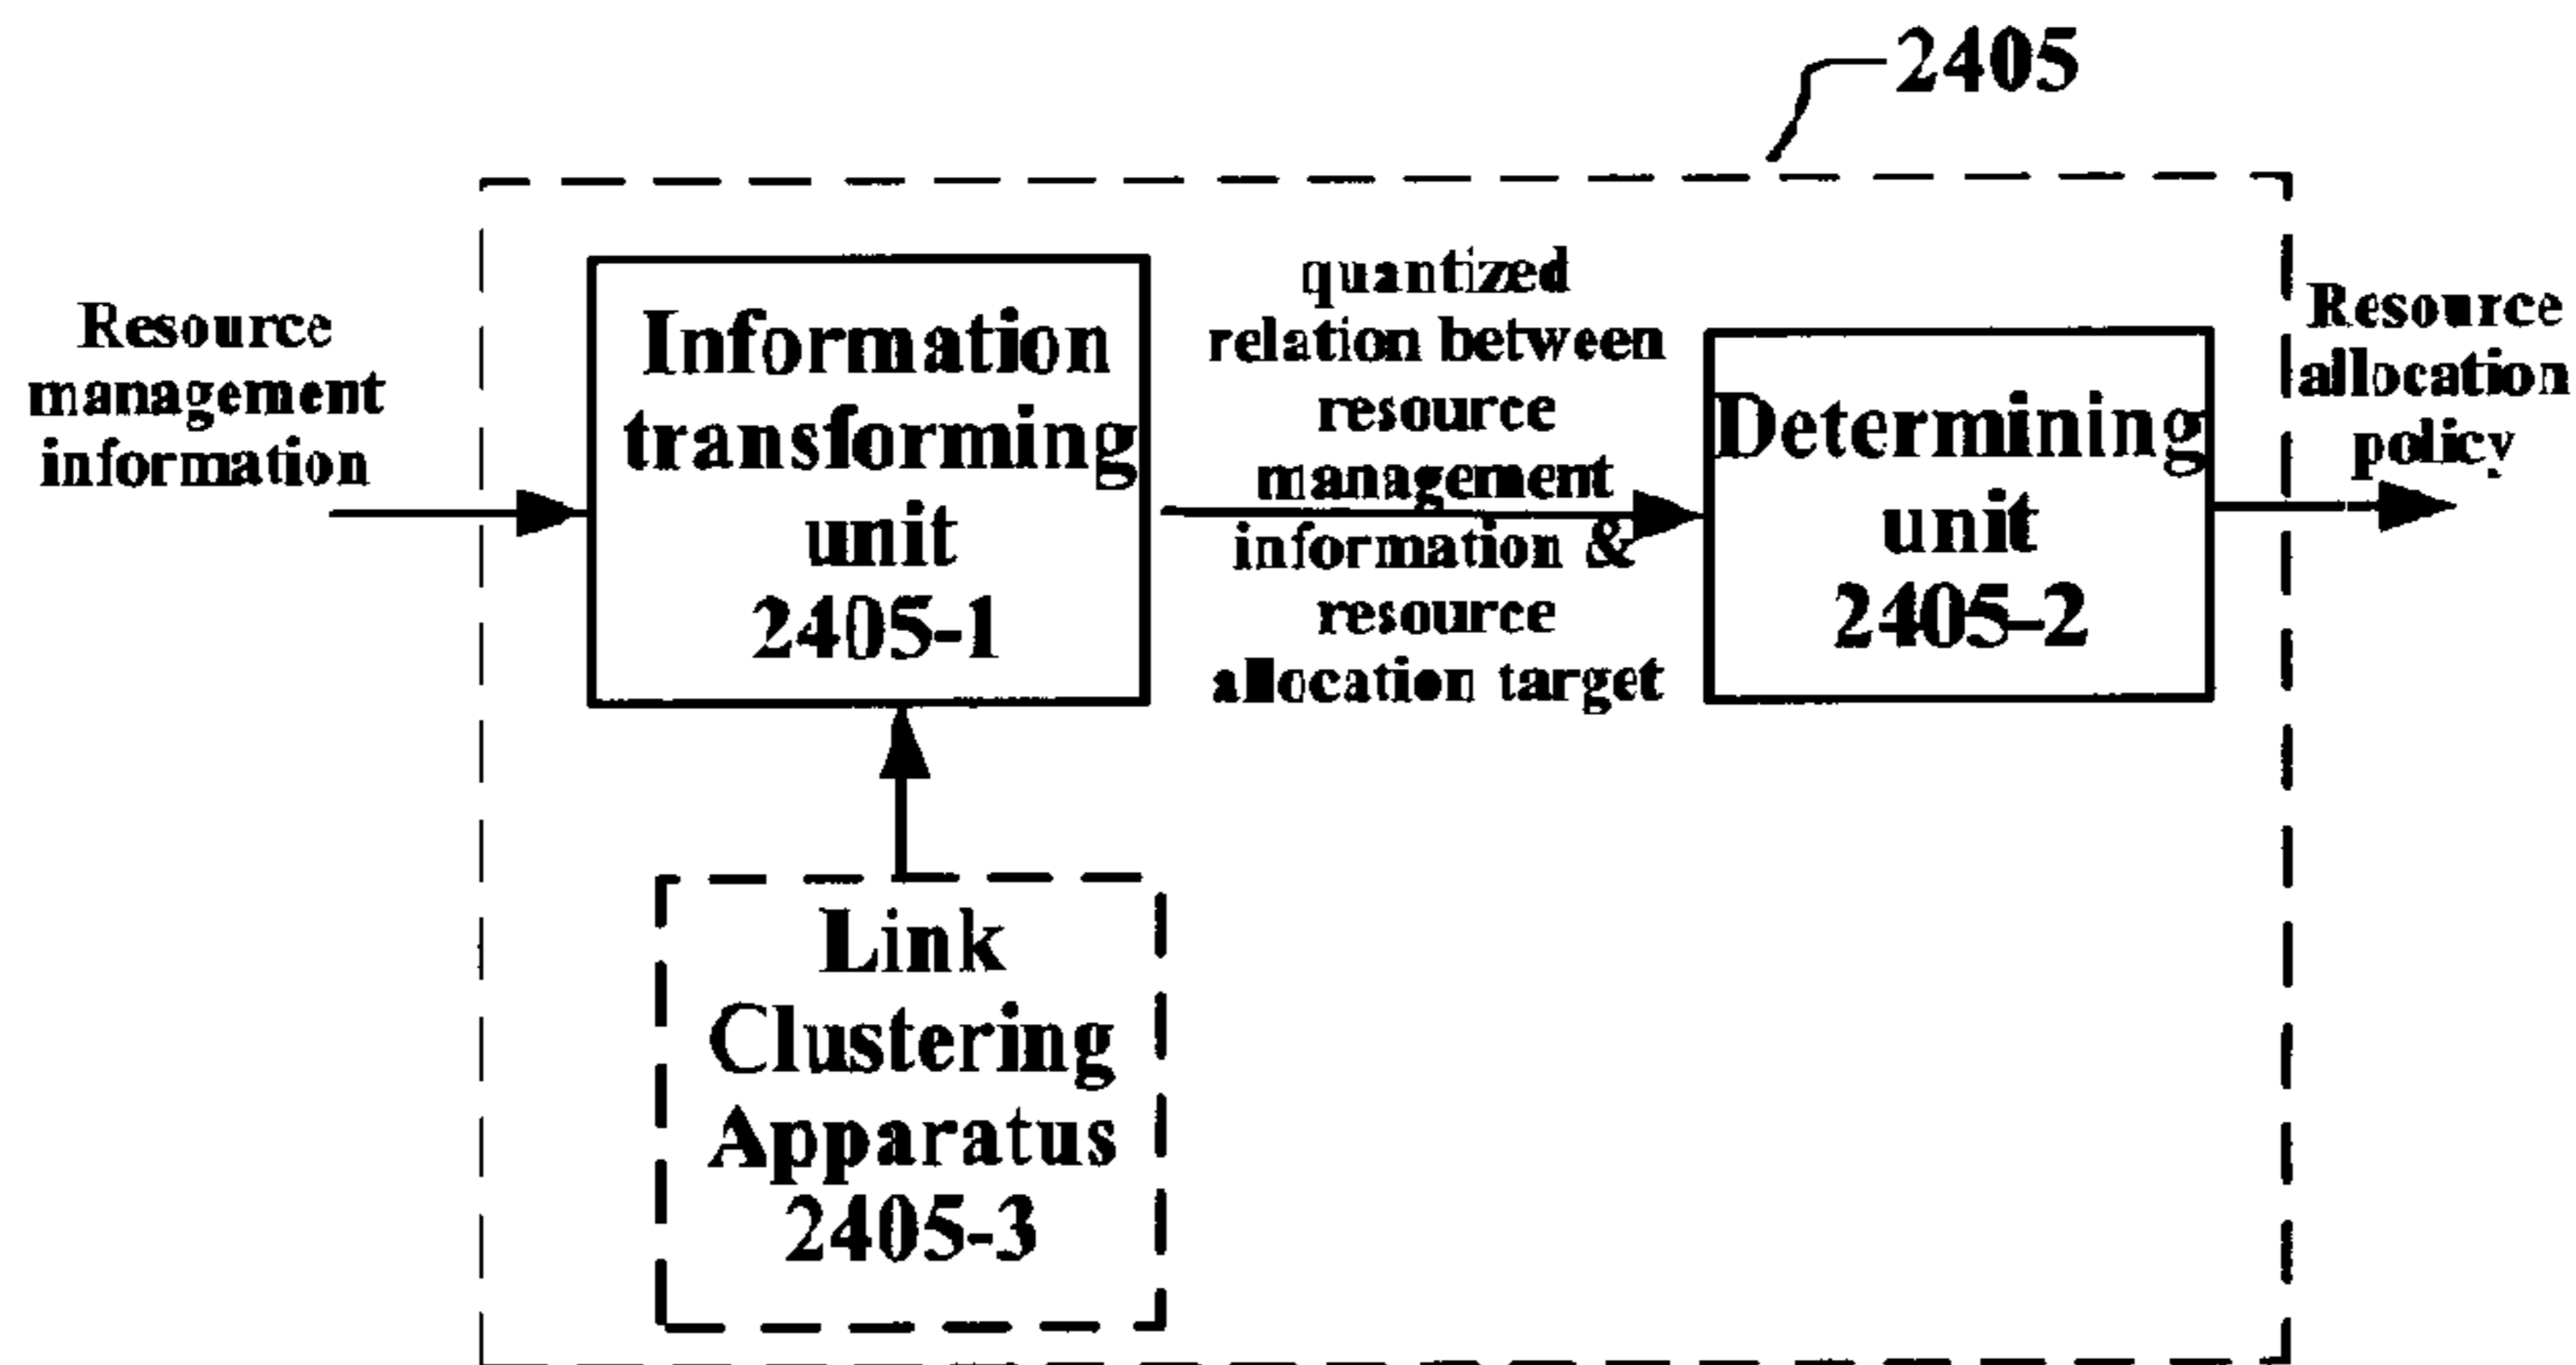 2405
Resource
management
information
Information
transforming
unit
2405-1
quantized
relation between
resource
management
information &
resource
allocation target
Determining
unit
2405-2
Resource
allocation
policy
Link
Clustering
Apparatus
2405-3